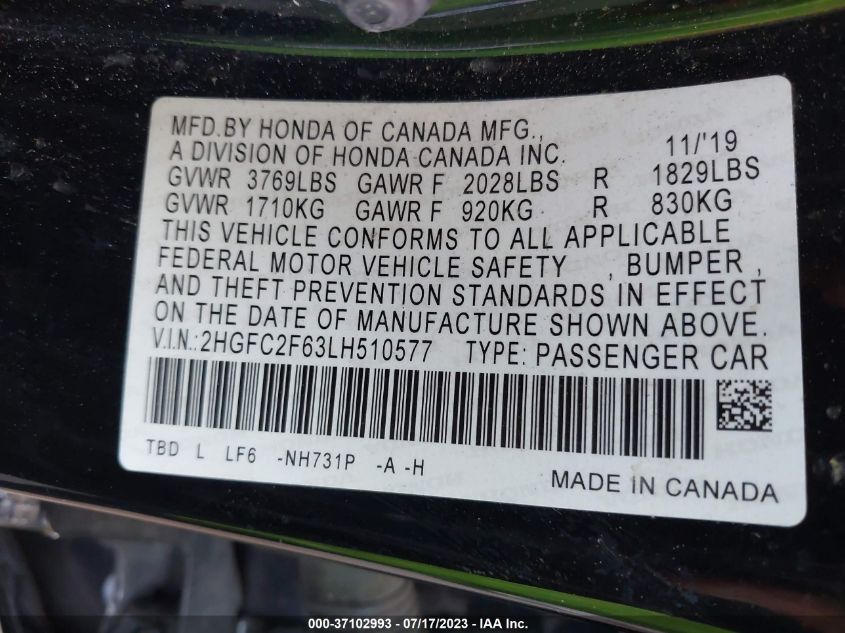 MFD.BY HONDA OF CANADA MFG.,
A DIVISION OF HONDA CANADA INC. 11/'19
GVWR 3769LBS GAWR F 2028LBS R 1829LBS
GVWR 1710KG GAWR F 920KG R 830KG
THIS VEHICLE CONFORMS TO ALL APPLICABLE
FEDERAL MOTOR VEHICLE SAFETY , BUMPER ,
AND THEFT PREVENTION STANDARDS IN EFFECT
ON THE DATE OF MANUFACTURE SHOWN ABOVE.
V.I.N.:2HGFC2F63LH510577 TYPE: PASSENGER CAR
TBD L LF6 -NH731P -A -H
MADE IN CANADA
000-37102993 - 07/17/2023 - IAA Inc.